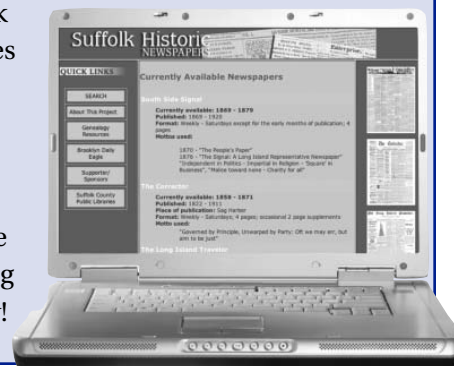 k
es
e
g
!
Suffolk Historic
NEWSPAPERS
QUICK LINKS
SEARCH
About This Project
Genealogy
Resources
Brooklyn Daily
Eagle
Supporter/
Sponsors
Suffolk County
Public Libraries
Currently Available Newspapers
South Side Signal
Currently available: 1869 - 1879
Published: 1869 - 1920
Format: Weekly - Saturdays except for the early months of publication; 4
pages
Mottos used:
1870 - "The People's Paper"
1879 - "The Signal: A Long Island Representative Newspaper"
"Independent in Politics - Impartial in Religion - "Square' in
Business", "Malice toward none - Charity for all"
The Corrector
Currently available: 1859 - 1871
Published: 1822 - 1911
Place of publication: Sag Harbor
Format: Weekly - Saturdays; 4 pages; occasional 2 page supplements
Motto used:
"Governed by Principle, Unwarped by Party: Oft we may err, but
aim to be just"
The Long Island Traveler